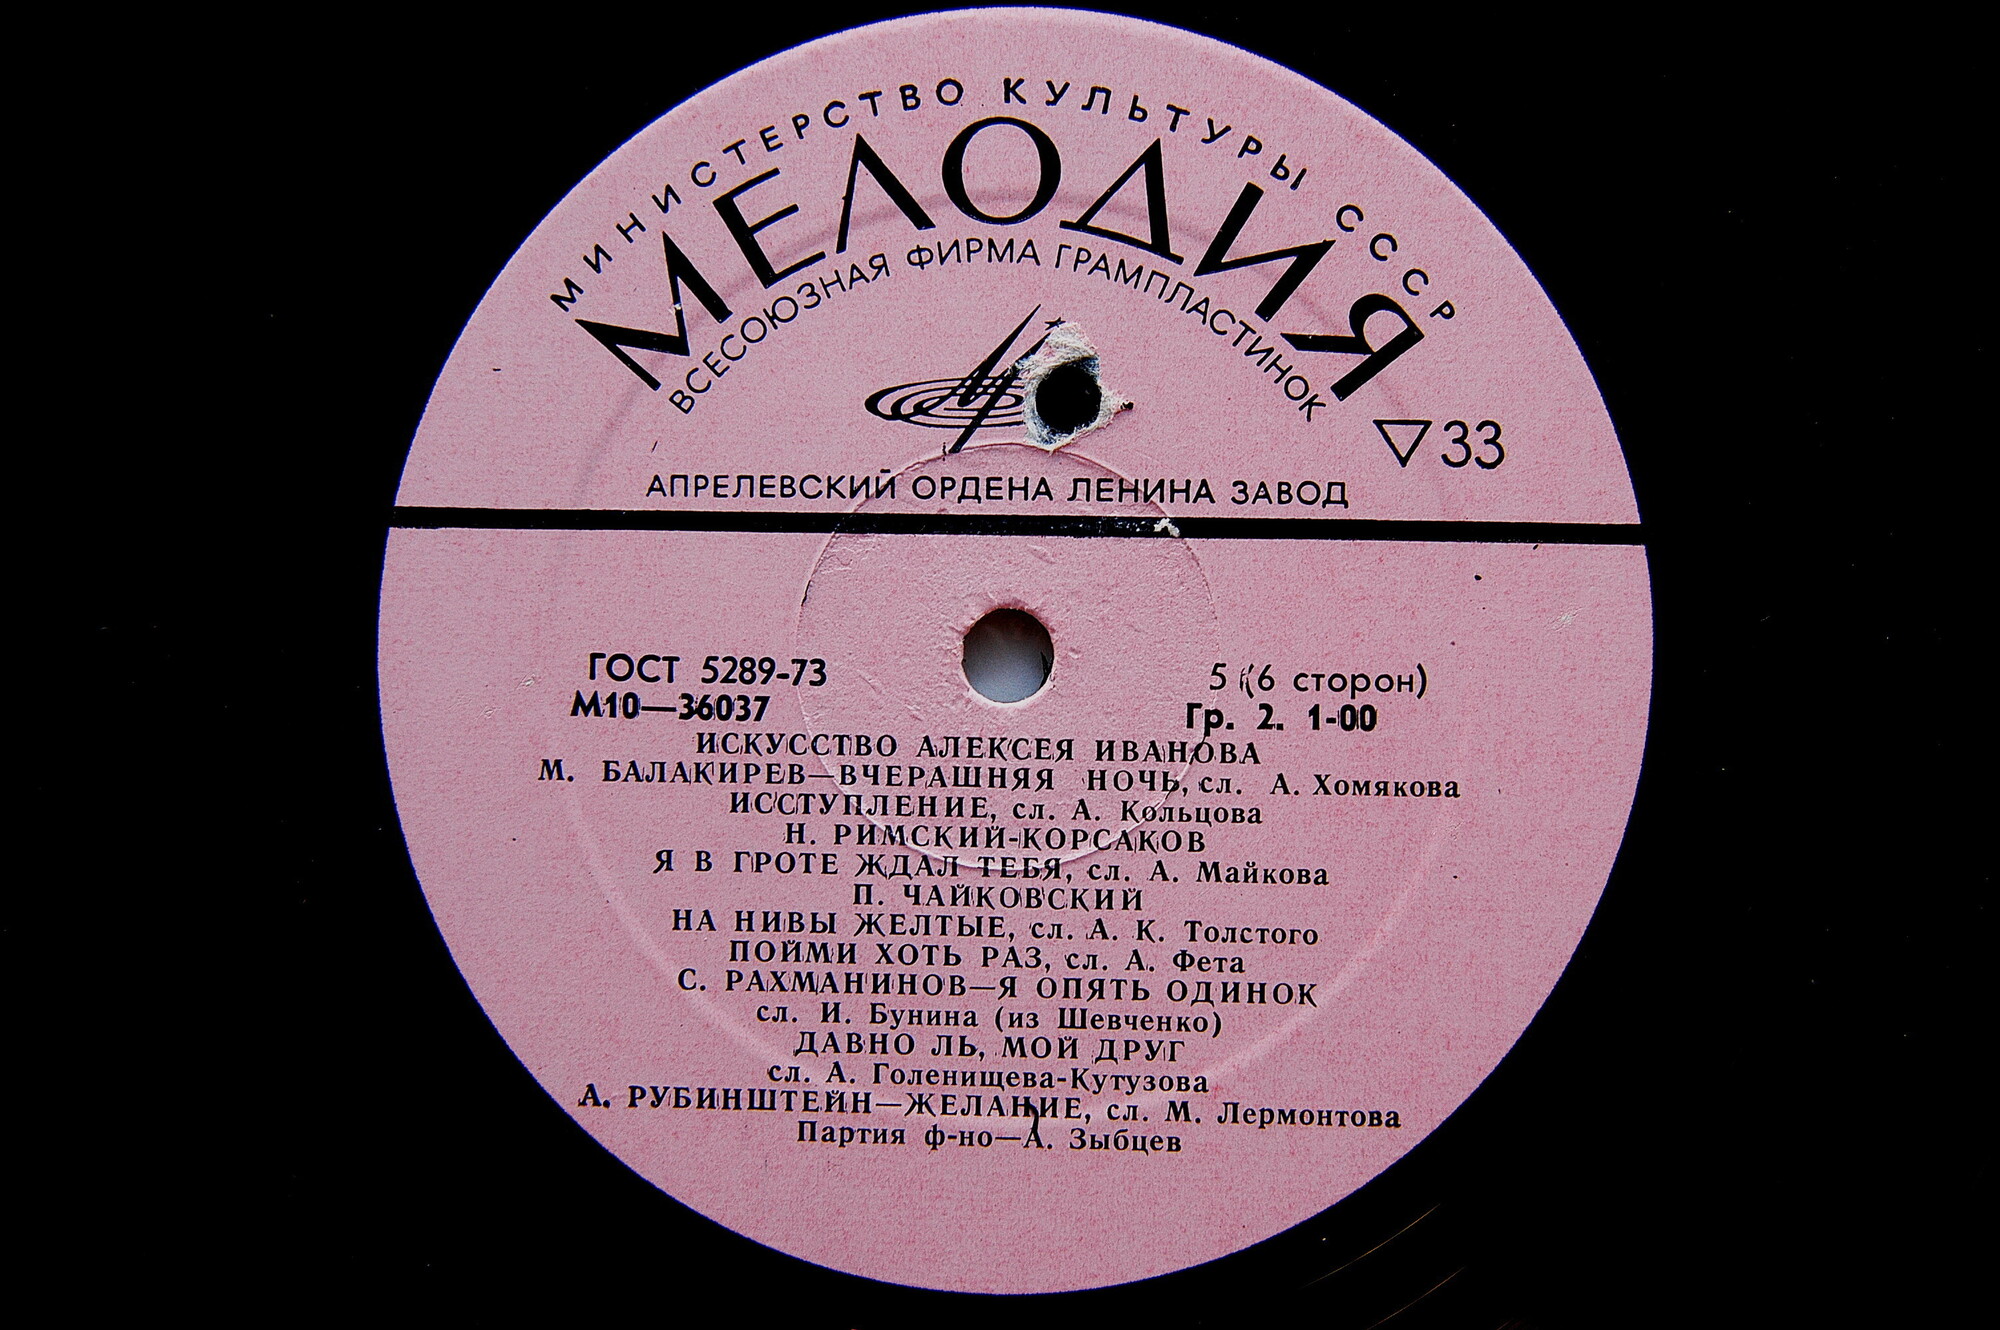 МИНИСТЕРСТВО КУЛЬТУРЫ СССР
МЕЛОДИЯ
ВСЕСОЮЗНАЯ ФИРМА ГРАМПЛАСТИНОК
▽33
АПРЕЛЕВСКИЙ ОРДЕНА ЛЕНИНА ЗАВОД
ГОСТ 5289-73 5 (6 сторон)
М10—36037 Гр. 2. 1-00
ИСКУССТВО АЛЕКСЕЯ ИВАНОВА
М. БАЛАКИРЕВ—ВЧЕРАШНЯЯ НОЧЬ, сл. А. Хомякова
ИССТУПЛЕНИЕ, сл. А. Кольцова
Н. РИМСКИЙ-КОРСАКОВ
Я В ГРОТЕ ЖДАЛ ТЕБЯ, сл. А. Майкова
П. ЧАЙКОВСКИЙ
НА НИВЫ ЖЕЛТЫЕ, сл. А. К. Толстого
ПОЙМИ ХОТЬ РАЗ, сл. А. Фета
С. РАХМАНИНОВ—Я ОПЯТЬ ОДИНОК
сл. И. Бунина (из Шевченко)
ДАВНО ЛЬ, МОЙ ДРУГ
сл. А. Голенищева-Кутузова
А. РУБИНШТЕЙН—ЖЕЛАНИЕ, сл. М. Лермонтова
Партия ф-но—А. Зыбцев